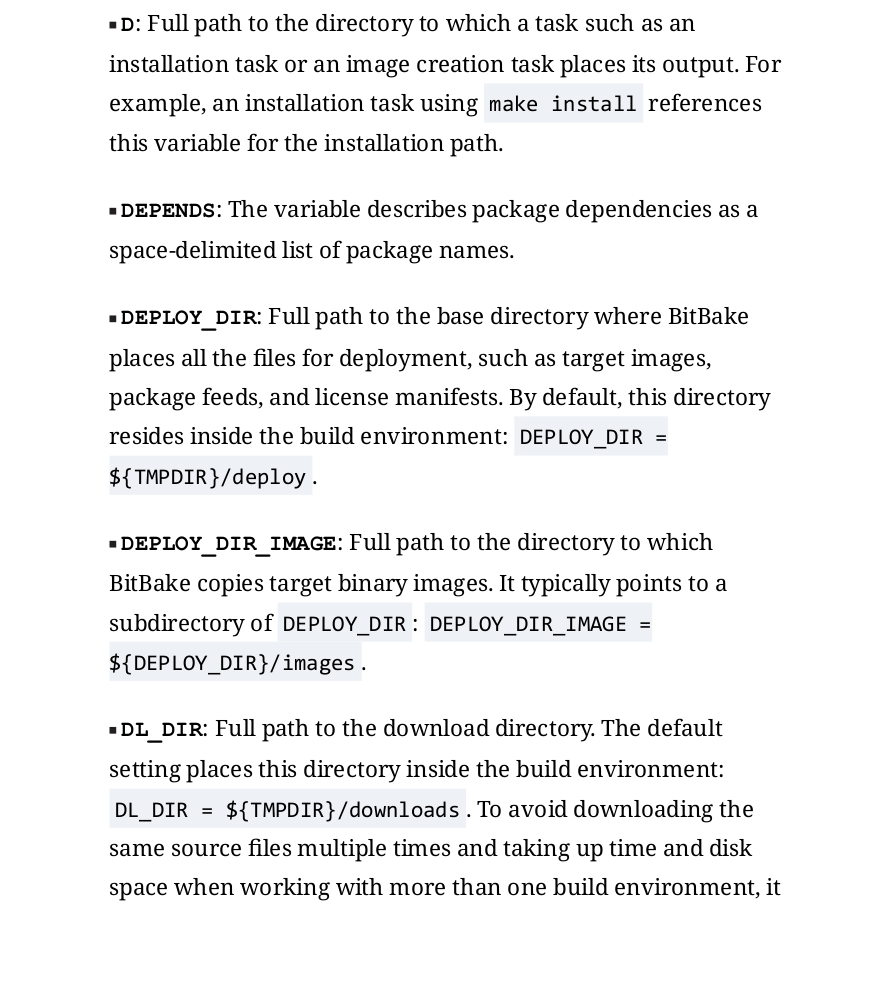 ▪D: Full path to the directory to which a task such as an
installation task or an image creation task places its output. For
example, an installation task using make install references
this variable for the installation path.
▪DEPENDS: The variable describes package dependencies as a
space-delimited list of package names.
▪DEPLOY_DIR: Full path to the base directory where BitBake
places all the files for deployment, such as target images,
package feeds, and license manifests. By default, this directory
resides inside the build environment: DEPLOY_DIR =
${TMPDIR}/deploy.
▪DEPLOY_DIR_IMAGE: Full path to the directory to which
BitBake copies target binary images. It typically points to a
subdirectory of DEPLOY_DIR: DEPLOY_DIR_IMAGE =
${DEPLOY_DIR}/images.
▪DL_DIR: Full path to the download directory. The default
setting places this directory inside the build environment:
DL_DIR = ${TMPDIR}/downloads. To avoid downloading the
same source files multiple times and taking up time and disk
space when working with more than one build environment, it